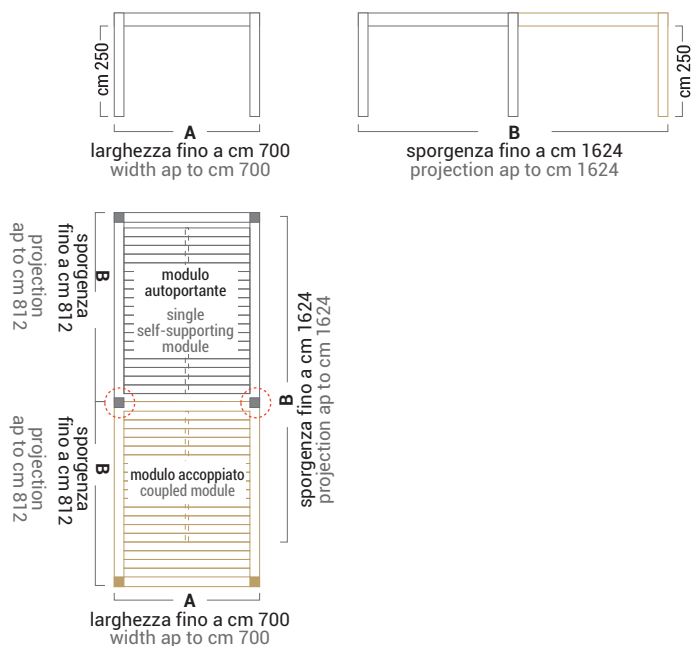 cm 250
A
larghezza fino a cm 700
width ap to cm 700
cm 250
B
sporgenza fino a cm 1624
projection ap to cm 1624
B
sporgenza
fino a cm 812
projection
ap to cm 812
modulo
autoportante
single
self-supporting
module
B
sporgenza fino a cm 1624
projection ap to cm 1624
B
sporgenza
fino a cm 812
projection
ap to cm 812
modulo accoppiato
coupled module
A
larghezza fino a cm 700
width ap to cm 700